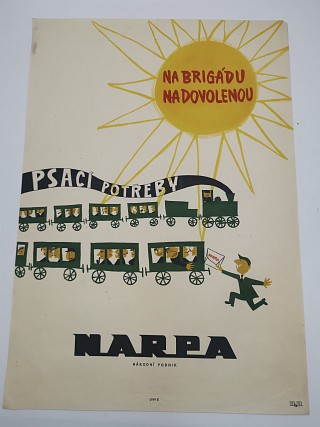 NA BRIGÁDU
NA DOVOLENOU
PSACÍ POTŘEBY
NARPA
NÁRODNÍ PODNIK